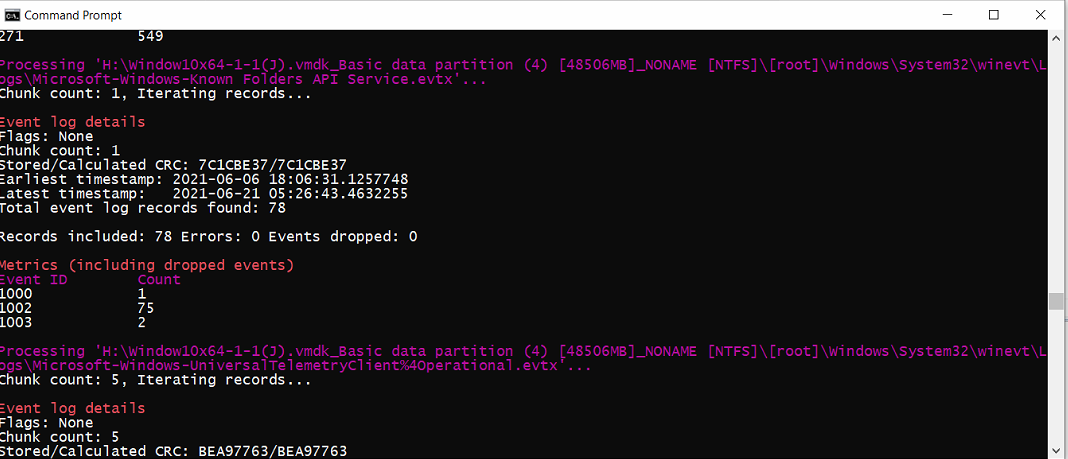 Command Prompt
271 549
Processing 'H:\Window10x64-1-1(J).vmdk_Basic data partition (4) [48506MB]_NONAME [NTFS]\[root]\Windows\System32\winevt\L
ogs\Microsoft-Windows-Known Folders API Service.evtx'...
Chunk count: 1, Iterating records...
Event log details
Flags: None
Chunk count: 1
Stored/Calculated CRC: 7C1CBE37/7C1CBE37
Earliest timestamp: 2021-06-06 18:06:31.1257748
Latest timestamp: 2021-06-21 05:26:43.4632255
Total event log records found: 78
Records included: 78 Errors: 0 Events dropped: 0
Metrics (including dropped events)
Event ID Count
1000 1
1002 75
1003 2
Processing 'H:\Window10x64-1-1(J).vmdk_Basic data partition (4) [48506MB]_NONAME [NTFS]\[root]\Windows\System32\winevt\L
ogs\Microsoft-Windows-UniversalTelemetryClient%4Operational.evtx'...
Chunk count: 5, Iterating records...
Event log details
Flags: None
Chunk count: 5
Stored/Calculated CRC: BEA97763/BEA97763